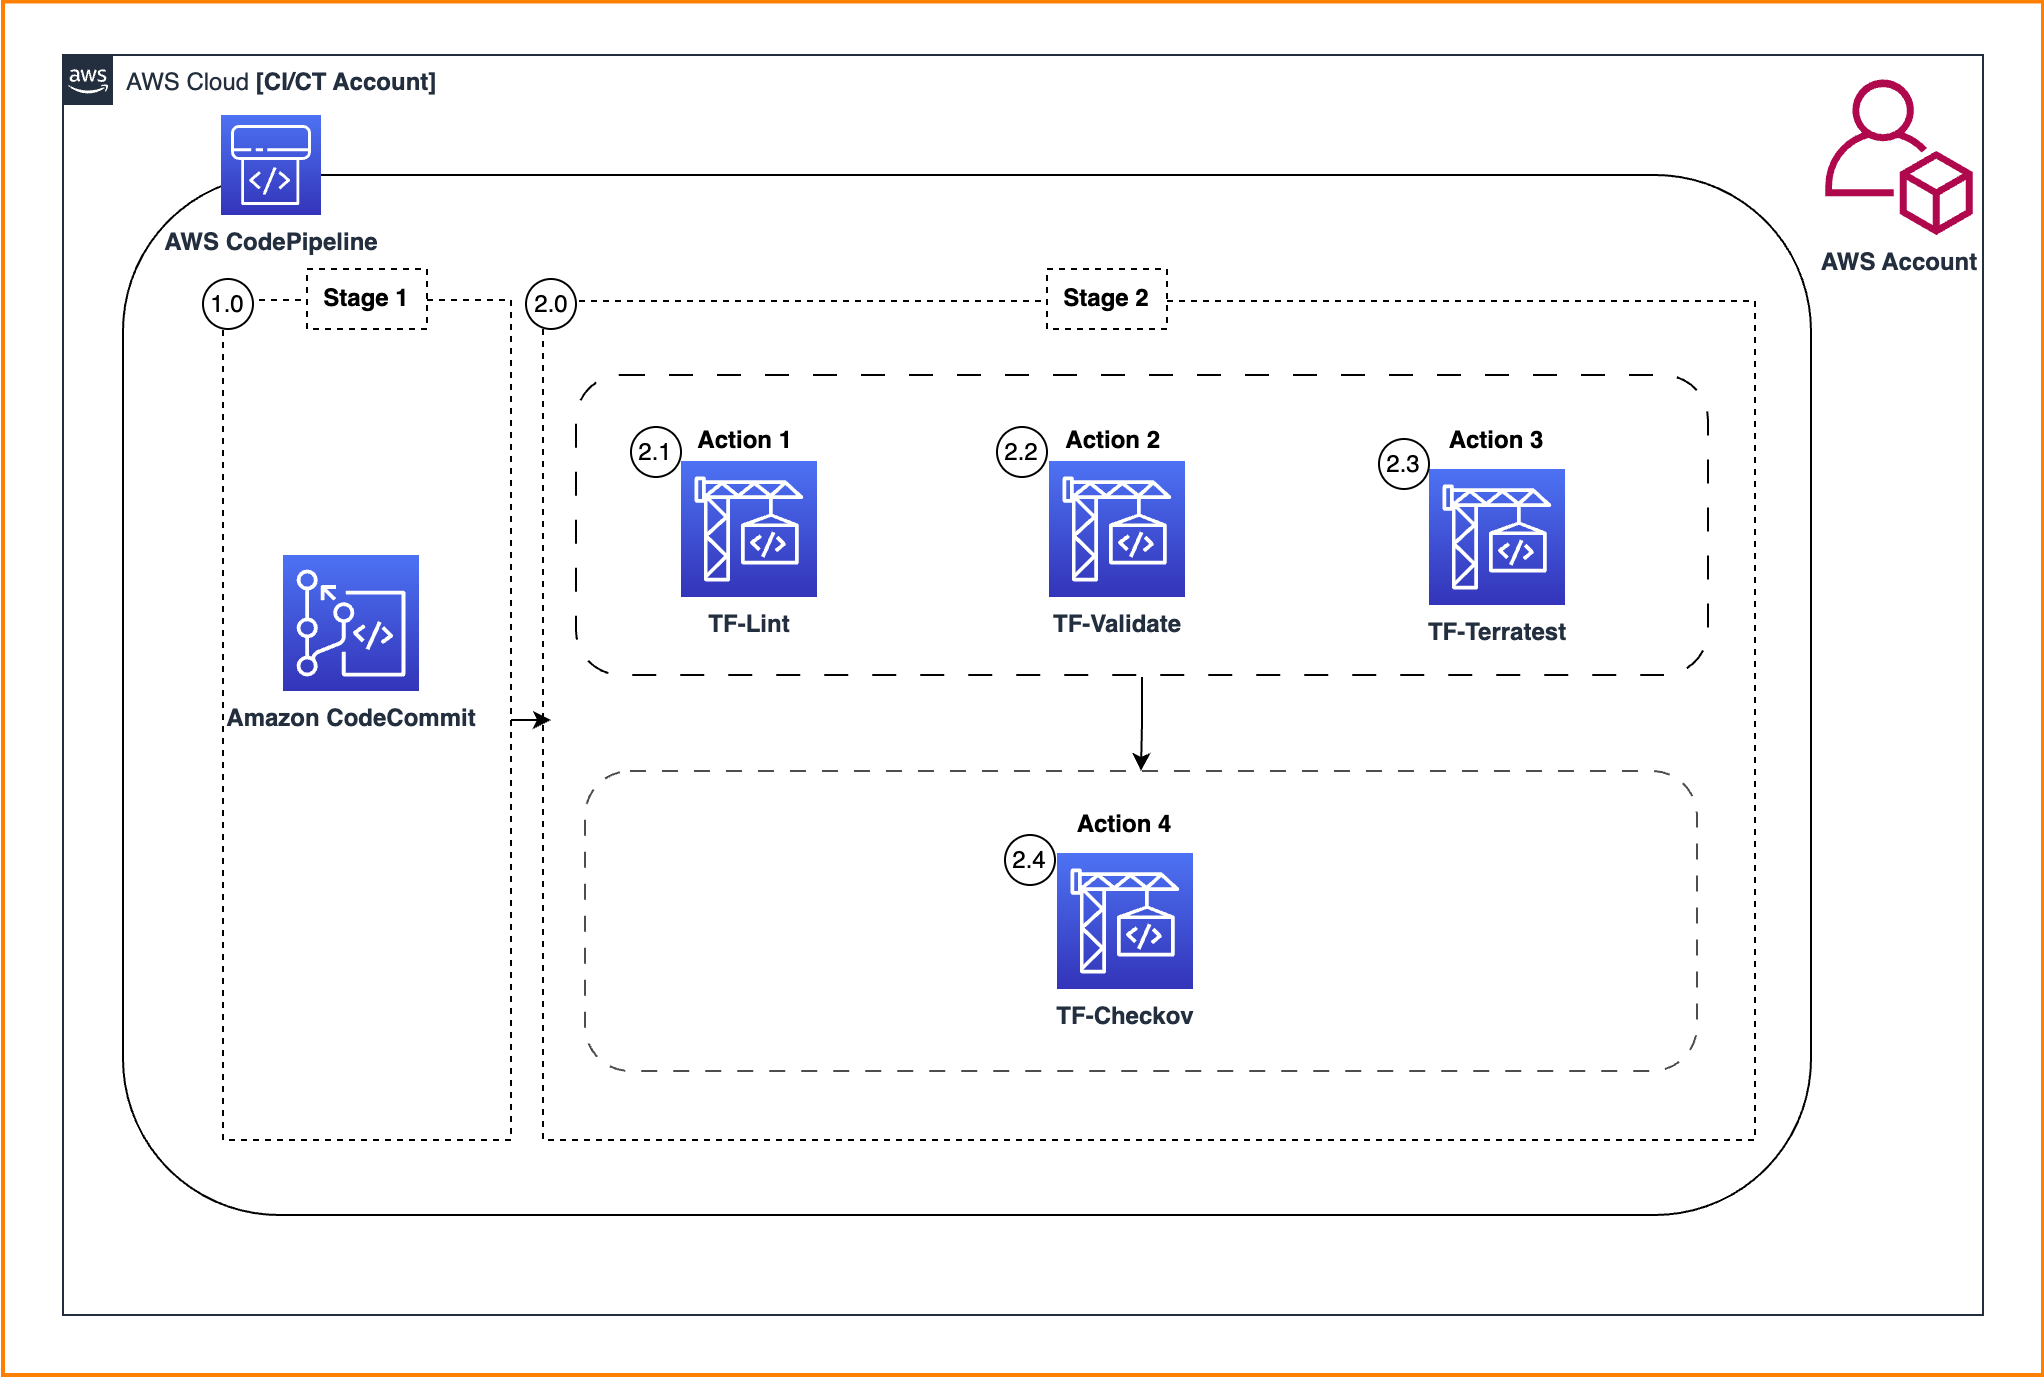 aws
AWS Cloud [CI/CT Account]
AWS CodePipeline
AWS Account
1.0
Stage 1
2.0
Stage 2
Amazon CodeCommit
2.1
Action 1
TF-Lint
2.2
Action 2
TF-Validate
2.3
Action 3
TF-Terratest
2.4
Action 4
TF-Checkov